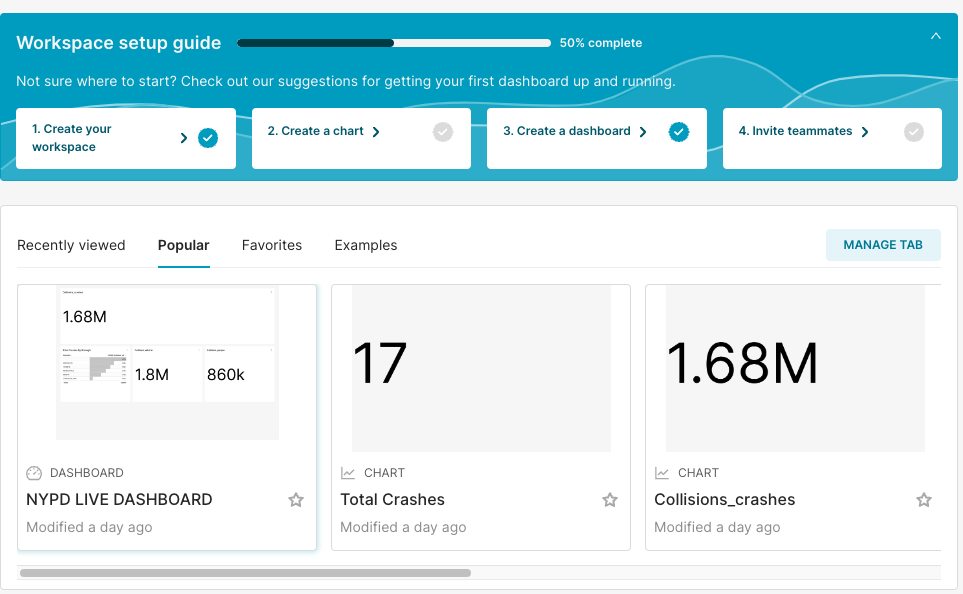 Workspace setup guide
50% complete
Not sure where to start? Check out our suggestions for getting your first dashboard up and running.
1. Create your
workspace
2. Create a chart
3. Create a dashboard
4. Invite teammates
Recently viewed
Popular
Favorites
Examples
MANAGE TAB
1.68M
1.8M
860k
DASHBOARD
NYPD LIVE DASHBOARD
Modified a day ago
17
CHART
Total Crashes
Modified a day ago
1.68M
CHART
Collisions_crashes
Modified a day ago